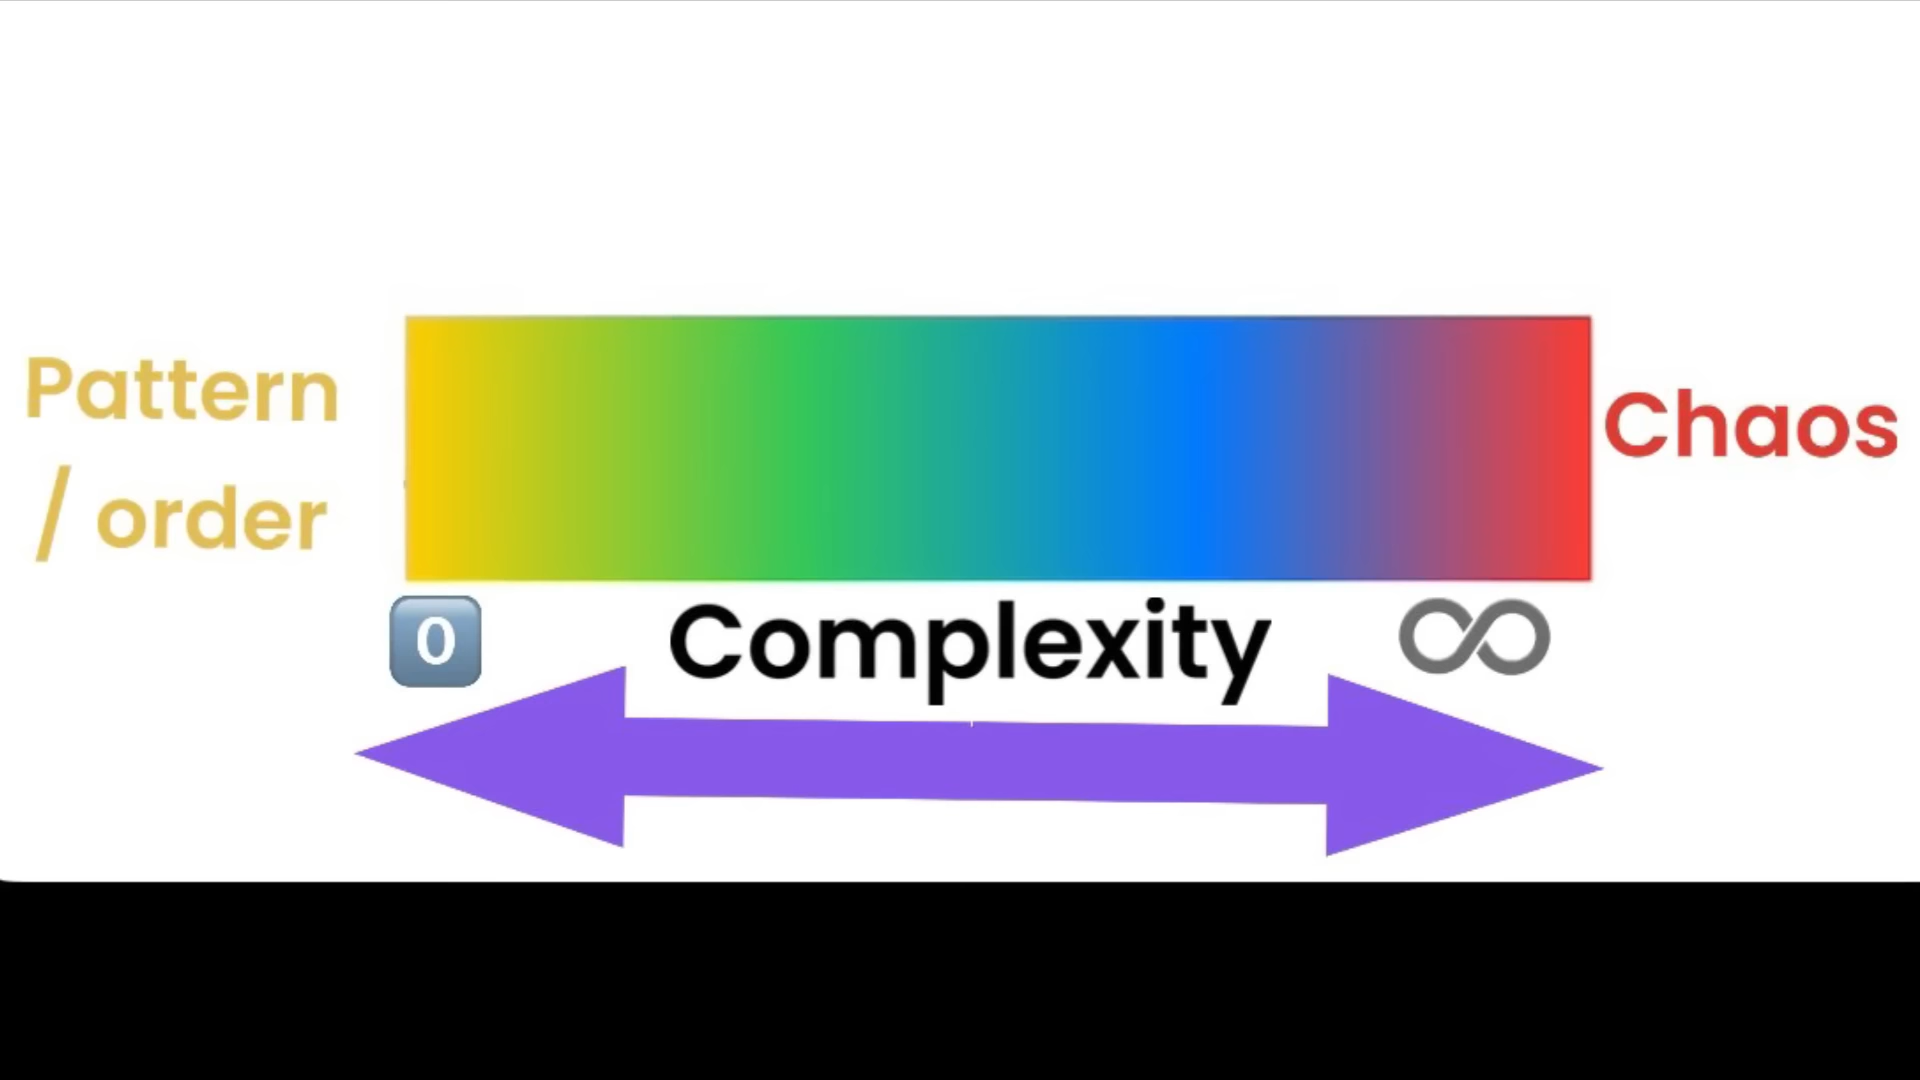 Pattern
/ order
Chaos
0
Complexity
∞